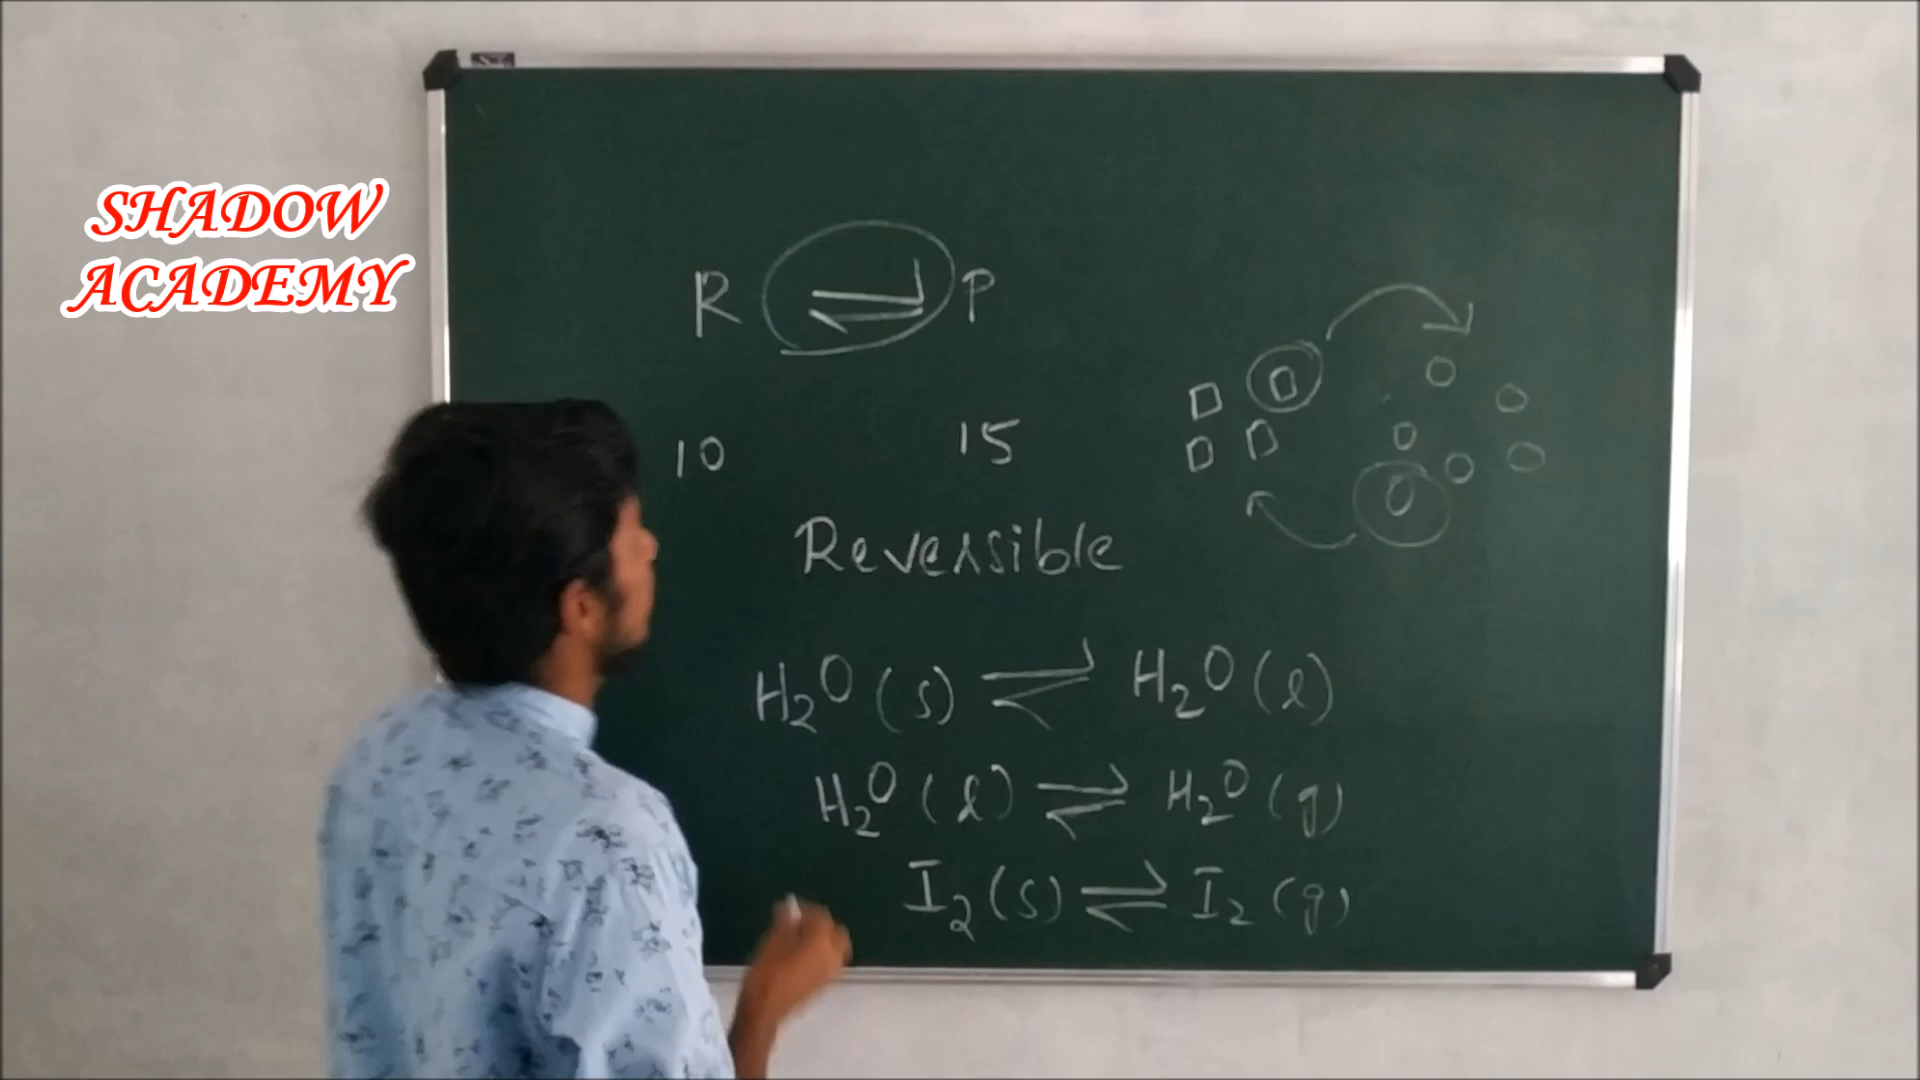 SHADOW
ACADEMY
R ⇌ P
10 15
Reversible
H₂O (s) ⇌ H₂O (l)
H₂O (l) ⇌ H₂O (g)
I₂ (s) ⇌ I₂ (g)